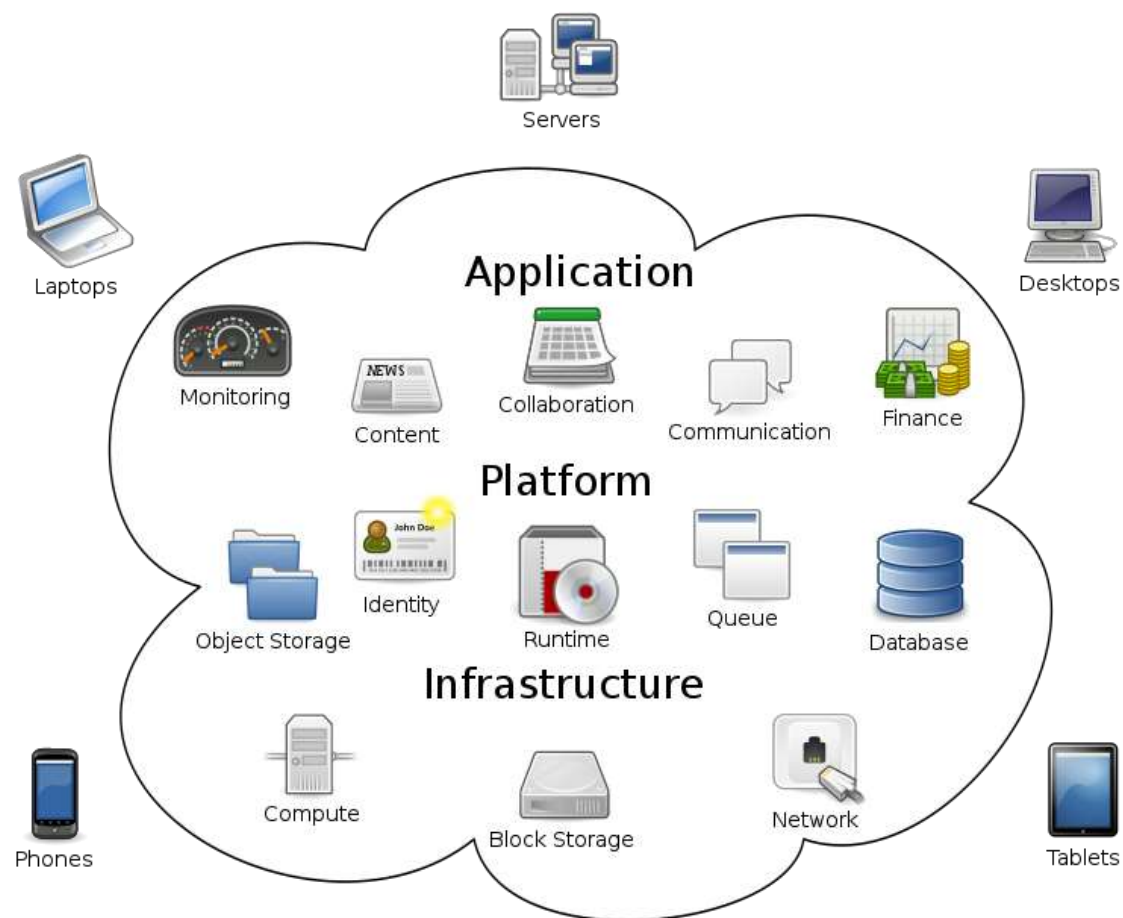 Servers
Laptops
Desktops
Application
Monitoring
NEWS
Content
Collaboration
Communication
Finance
Platform
Object Storage
John Doe
Identity
Runtime
Queue
Database
Infrastructure
Compute
Block Storage
Network
Phones
Tablets